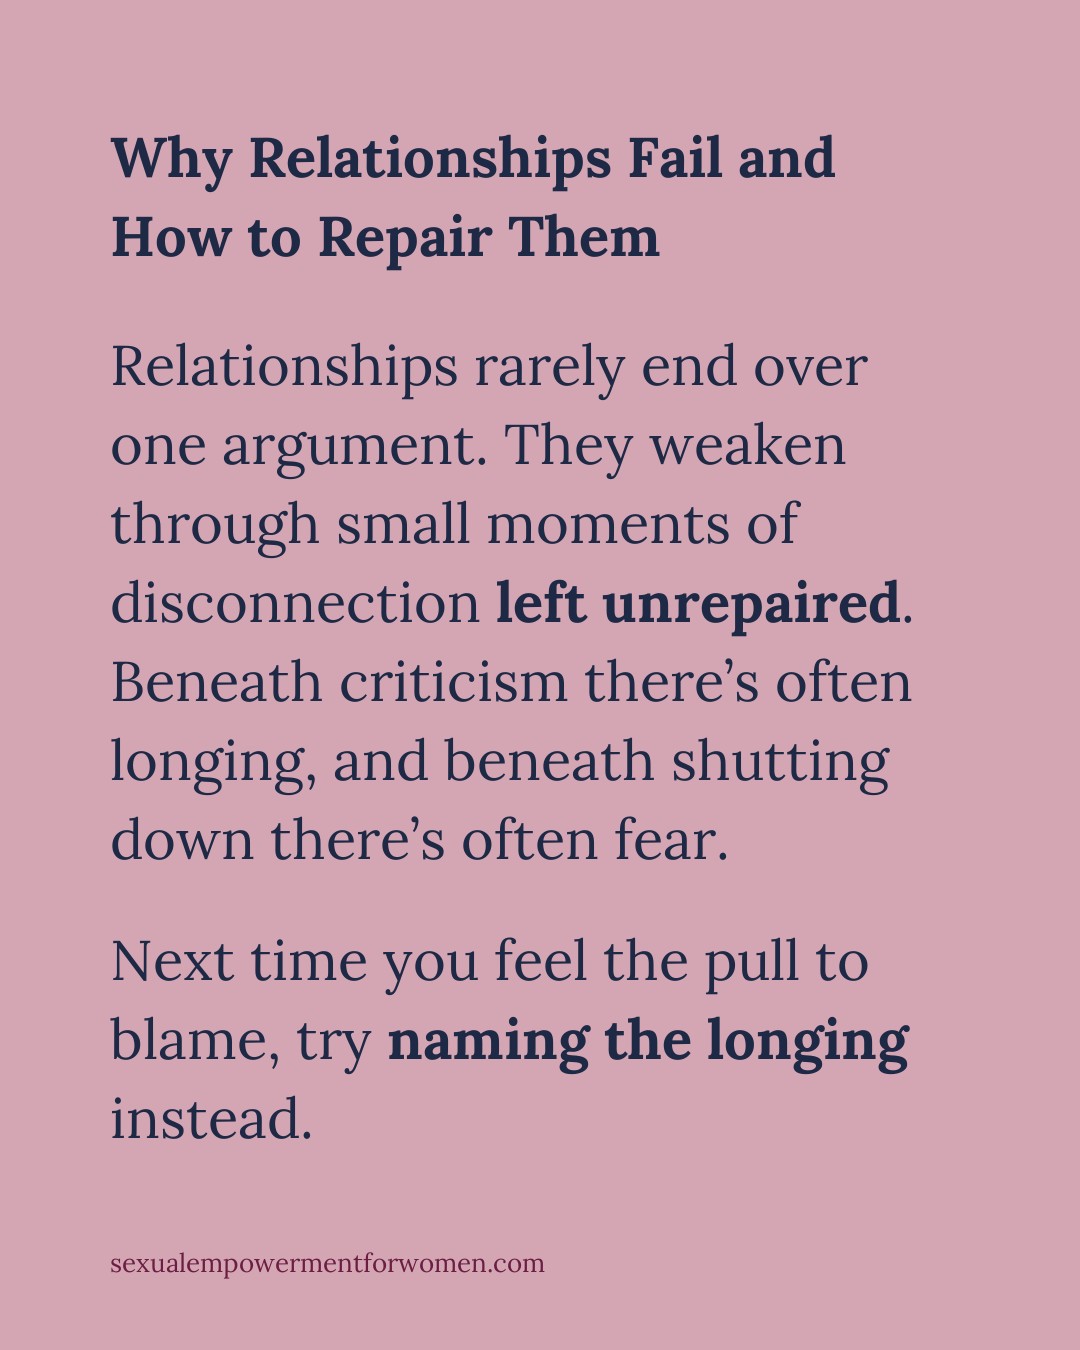 Why Relationships Fail and
How to Repair Them
Relationships rarely end over
one argument. They weaken
through small moments of
disconnection left unrepaired.
Beneath criticism there’s often
longing, and beneath shutting
down there’s often fear.
Next time you feel the pull to
blame, try naming the longing
instead.
sexualempowermentforwomen.com